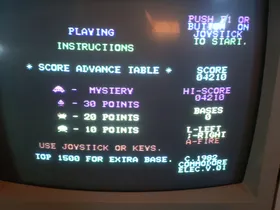 PLAYING
INSTRUCTIONS
* SCORE ADVANCE TABLE *
- MYSTERY
- 30 POINTS
- 20 POINTS
- 10 POINTS
USE JOYSTICK OR KEYS.
TOP 1500 FOR EXTRA BASE.
PUSH F1 OR
BUTTON ON
JOYSTICK
TO START.
SCORE
04210
HI-SCORE
04210
BASES
0
L-LEFT
R-RIGHT
A-FIRE
C.1982
COMMODORE
ELEC.V.01